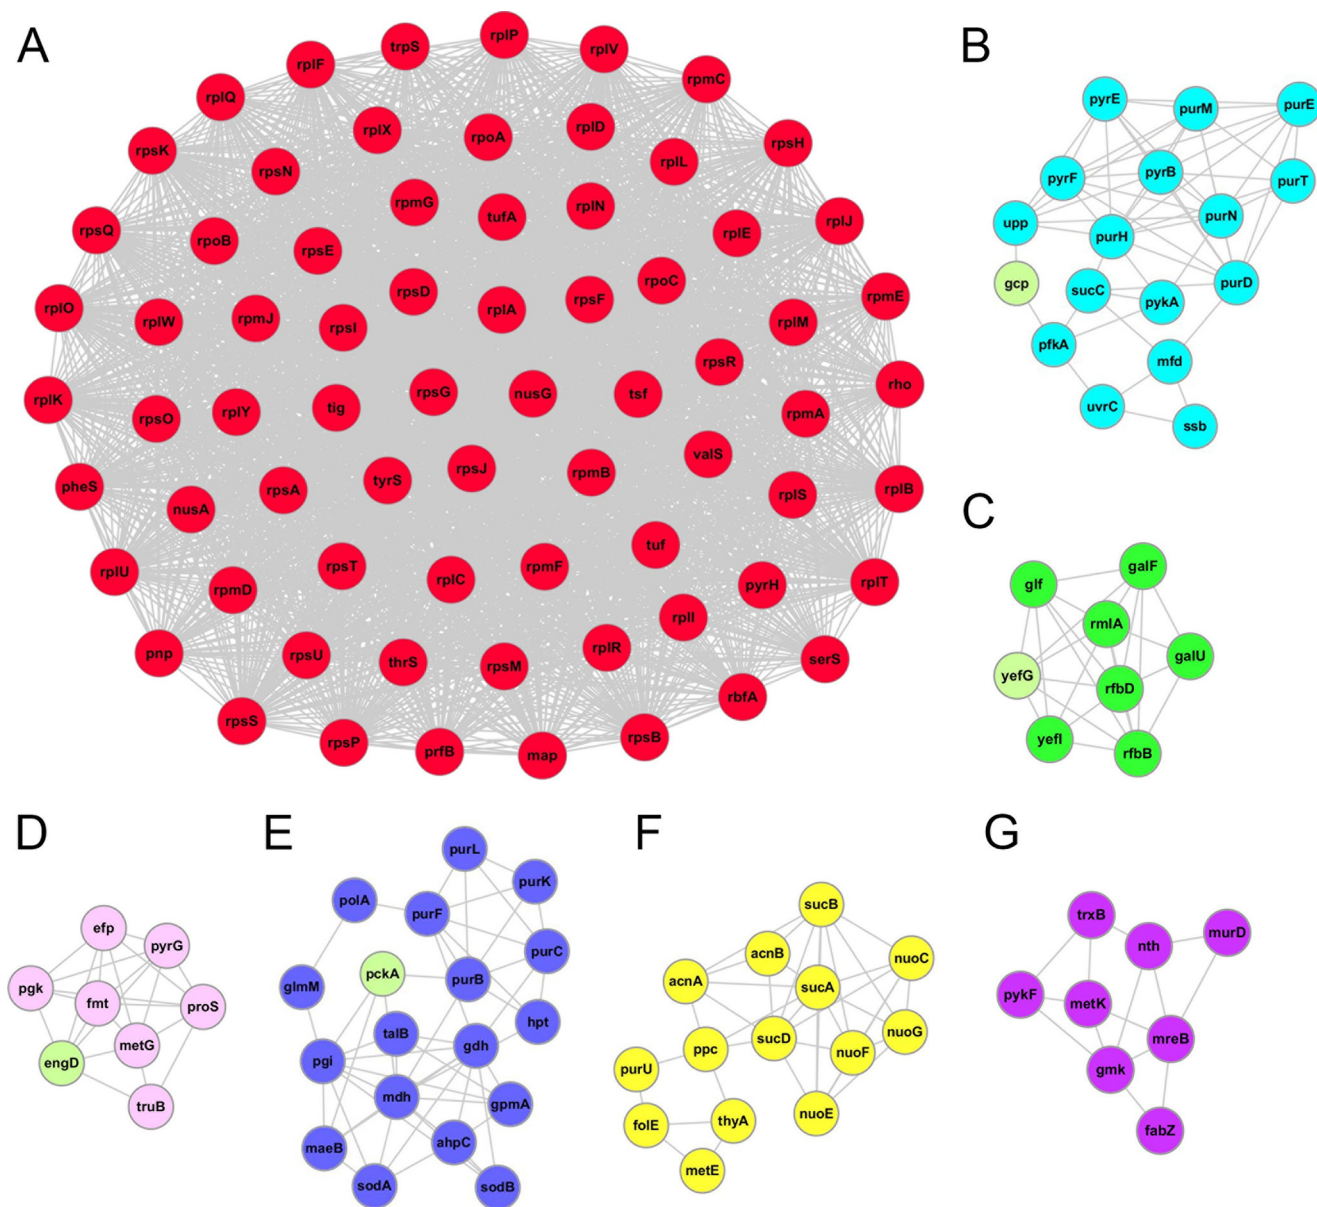 A
rplP
trpS
rplV
rplF
rpmC
rplQ
rplX
rpoA
rplD
rpsH
rpsK
rplL
rpsN
rpmG
tufA
rplN
rplJ
rpsQ
rpoB
rpsE
rplE
rpsD
rpoC
rpmE
rplO
rplW
rpmJ
rpsI
rplA
rpsF
rplM
rpsR
rho
rplK
rpsO
rplY
tig
rpsG
nusG
tsf
rpmA
valS
pheS
nusA
rpsA
tyrS
rpsJ
rpmB
rplS
rplB
tuf
rplU
rpmD
rpsT
rplC
rpmF
pyrH
rplT
rplI
pnp
rpsU
thrS
rpsM
rplR
serS
rbfA
rpsS
rpsP
prfB
map
rpsB
B
pyrE
purM
purE
pyrF
pyrB
purT
upp
purH
purN
gcp
sucC
pykA
purD
pfkA
mfd
uvrC
ssb
C
glf
galF
rmlA
galU
yefG
rfbD
yefI
rfbB
D
efp
pyrG
pgk
fmt
proS
metG
engD
truB
E
purL
purK
polA
purF
purC
pckA
purB
glmM
hpt
talB
gdh
pgi
mdh
gpmA
maeB
ahpC
sodA
sodB
F
sucB
acnB
nuoC
acnA
sucA
nuoG
ppc
sucD
nuoF
purU
nuoE
folE
thyA
metE
G
trxB
murD
nth
pykF
metK
mreB
gmk
fabZ